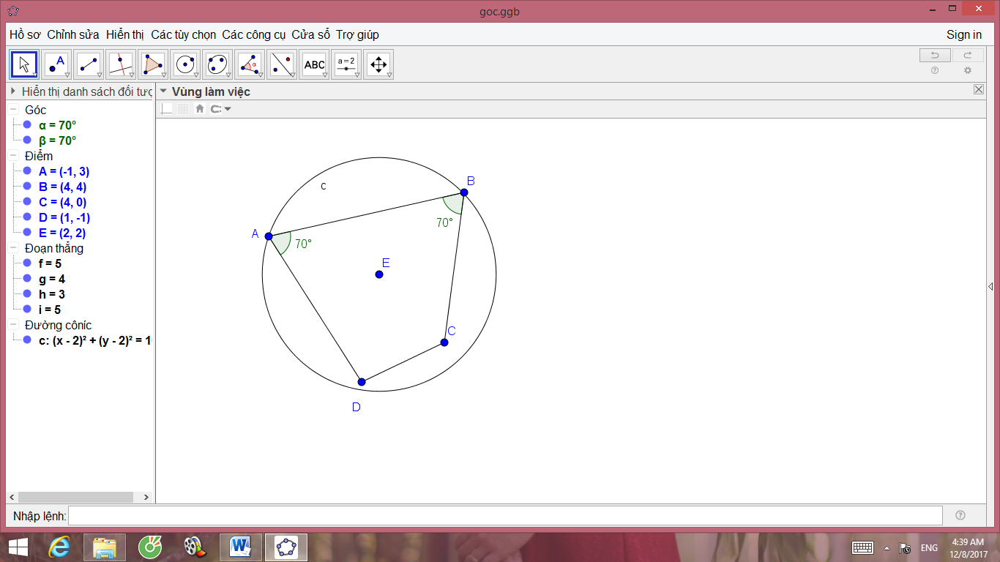 goc.ggb
Hồ sơ Chỉnh sửa Hiển thị Các tùy chọn Các công cụ Cửa sổ Trợ giúp Sign in
A α ABC a = 2
Hiển thị danh sách đối tượ Vùng làm việc
Góc
α = 70°
β = 70°
Điểm
A = (-1, 3)
B = (4, 4)
C = (4, 0)
D = (1, -1)
E = (2, 2)
Đoạn thẳng
f = 5
g = 4
h = 3
i = 5
Đường cônic
c: (x - 2)² + (y - 2)² = 1
B
c
70°
A
70°
E
C
D
Nhập lệnh:
ENG
4:39 AM
12/8/2017